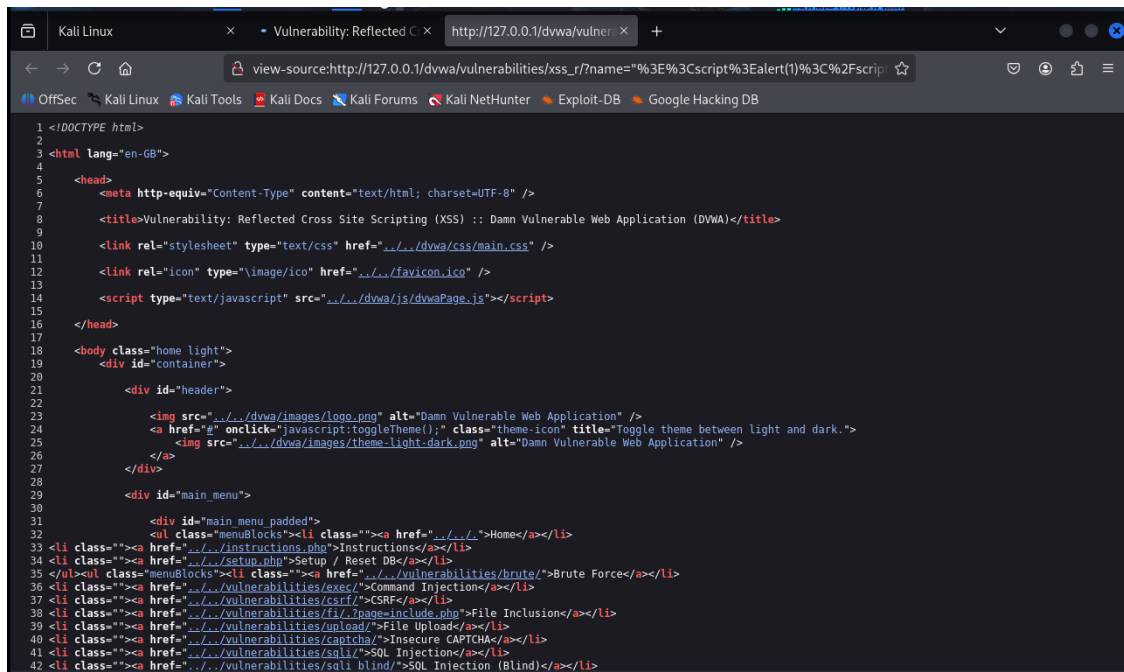 Kali Linux
Vulnerability: Reflected C
http://127.0.0.1/dvwa/vulnera
view-source:http://127.0.0.1/dvwa/vulnerabilities/xss_r/?name="%3E%3Cscript%3Ealert(1)%3C%2Fscrip
OffSec Kali Linux Kali Tools Kali Docs Kali Forums Kali NetHunter Exploit-DB Google Hacking DB
1 <!DOCTYPE html>
2
3 <html lang="en-GB">
4
5 <head>
6 <meta http-equiv="Content-Type" content="text/html; charset=UTF-8" />
7
8 <title>Vulnerability: Reflected Cross Site Scripting (XSS) :: Damn Vulnerable Web Application (DVWA)</title>
9
10 <link rel="stylesheet" type="text/css" href="../../dvwa/css/main.css" />
11
12 <link rel="icon" type="\image/ico" href="../../favicon.ico" />
13
14 <script type="text/javascript" src="../../dvwa/js/dvwaPage.js"></script>
15
16 </head>
17
18 <body class="home light">
19 <div id="container">
20
21 <div id="header">
22
23 <img src="../../dvwa/images/logo.png" alt="Damn Vulnerable Web Application" />
24 <a href="#" onclick="javascript:toggleTheme();" class="theme-icon" title="Toggle theme between light and dark.">
25 <img src="../../dvwa/images/theme-light-dark.png" alt="Damn Vulnerable Web Application" />
26 </a>
27 </div>
28
29 <div id="main_menu">
30
31 <div id="main_menu_padded">
32 <ul class="menuBlocks"><li class=""><a href="../../.">Home</a></li>
33 <li class=""><a href="../../instructions.php">Instructions</a></li>
34 <li class=""><a href="../../setup.php">Setup / Reset DB</a></li>
35 </ul><ul class="menuBlocks"><li class=""><a href="../../vulnerabilities/brute/">Brute Force</a></li>
36 <li class=""><a href="../../vulnerabilities/exec/">Command Injection</a></li>
37 <li class=""><a href="../../vulnerabilities/csrf/">CSRF</a></li>
38 <li class=""><a href="../../vulnerabilities/fi/.?page=include.php">File Inclusion</a></li>
39 <li class=""><a href="../../vulnerabilities/upload/">File Upload</a></li>
40 <li class=""><a href="../../vulnerabilities/captcha/">Insecure CAPTCHA</a></li>
41 <li class=""><a href="../../vulnerabilities/sqli/">SQL Injection</a></li>
42 <li class=""><a href="../../vulnerabilities/sqli_blind/">SQL Injection (Blind)</a></li>